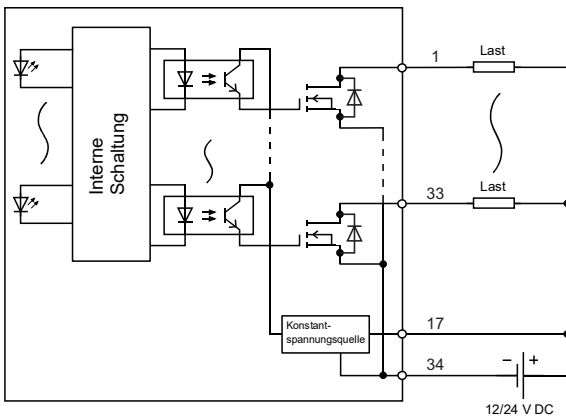 1
Last
Interne
Schaltung
33
Last
Konstant-
spannungsquelle
17
34
− +
12/24 V DC